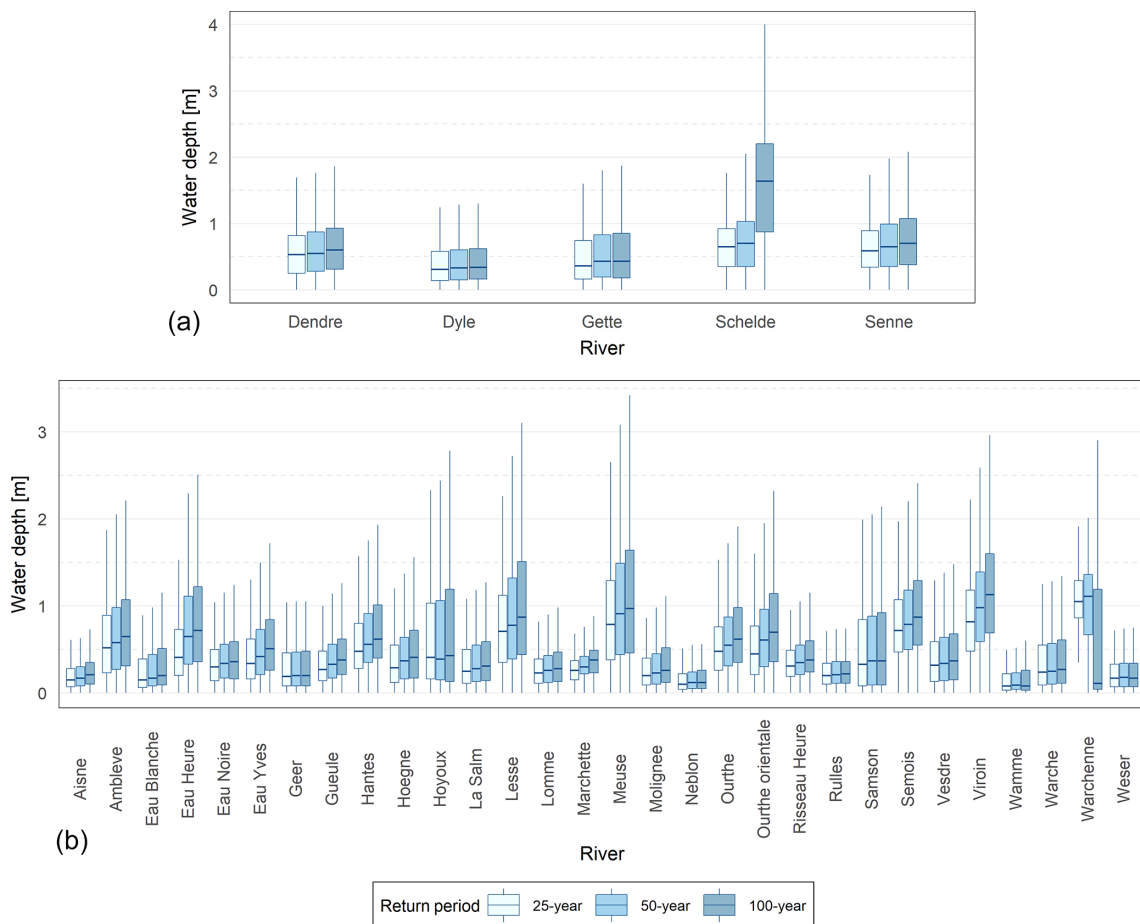 4
3
2
1
0
Water depth [m]
(a)
Dendre
Dyle
Gette
Schelde
Senne
River
3
2
1
0
Water depth [m]
Aisne
Ambleve
Eau Blanche
Eau Heure
Eau Noire
Eau Yves
Geer
Gueule
Hantes
Hoegne
Hoyoux
La Salm
Lesse
Lomme
Marchette
Meuse
Molignee
Neblon
Ourthe
Ourthe orientale
Risseau Heure
Rulles
Samson
Semois
Vesdre
Viroin
Wamme
Warche
Warchenne
Weser
(b)
River
Return period 25-year 50-year 100-year